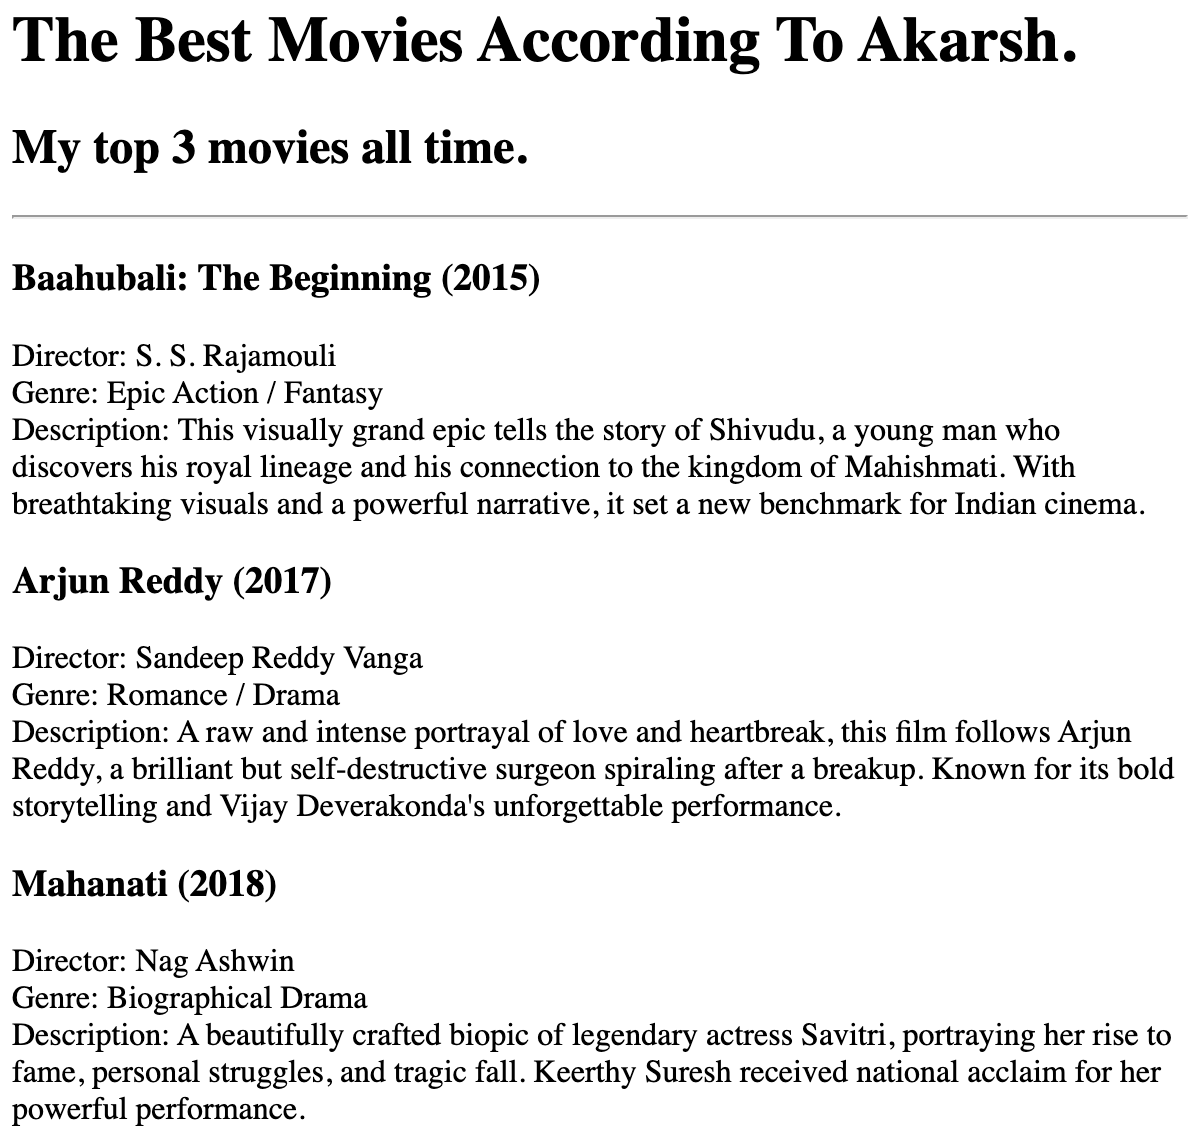 The Best Movies According To Akarsh.
My top 3 movies all time.
Baahubali: The Beginning (2015)
Director: S. S. Rajamouli
Genre: Epic Action / Fantasy
Description: This visually grand epic tells the story of Shivudu, a young man who
discovers his royal lineage and his connection to the kingdom of Mahishmati. With
breathtaking visuals and a powerful narrative, it set a new benchmark for Indian cinema.
Arjun Reddy (2017)
Director: Sandeep Reddy Vanga
Genre: Romance / Drama
Description: A raw and intense portrayal of love and heartbreak, this film follows Arjun
Reddy, a brilliant but self-destructive surgeon spiraling after a breakup. Known for its bold
storytelling and Vijay Deverakonda's unforgettable performance.
Mahanati (2018)
Director: Nag Ashwin
Genre: Biographical Drama
Description: A beautifully crafted biopic of legendary actress Savitri, portraying her rise to
fame, personal struggles, and tragic fall. Keerthy Suresh received national acclaim for her
powerful performance.